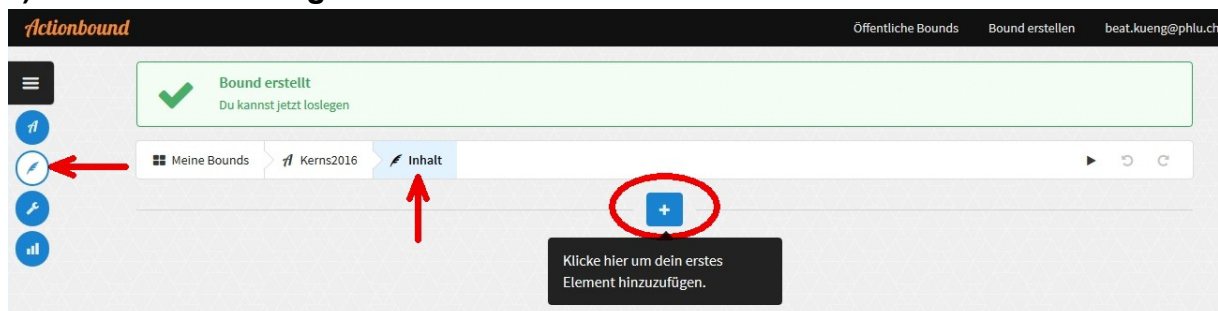 Actionbound
Öffentliche Bounds Bound erstellen beat.kueng@phlu.ch
Bound erstellt
Du kannst jetzt loslegen
Meine Bounds Kerns2016 Inhalt
Klicke hier um dein erstes
Element hinzuzufügen.